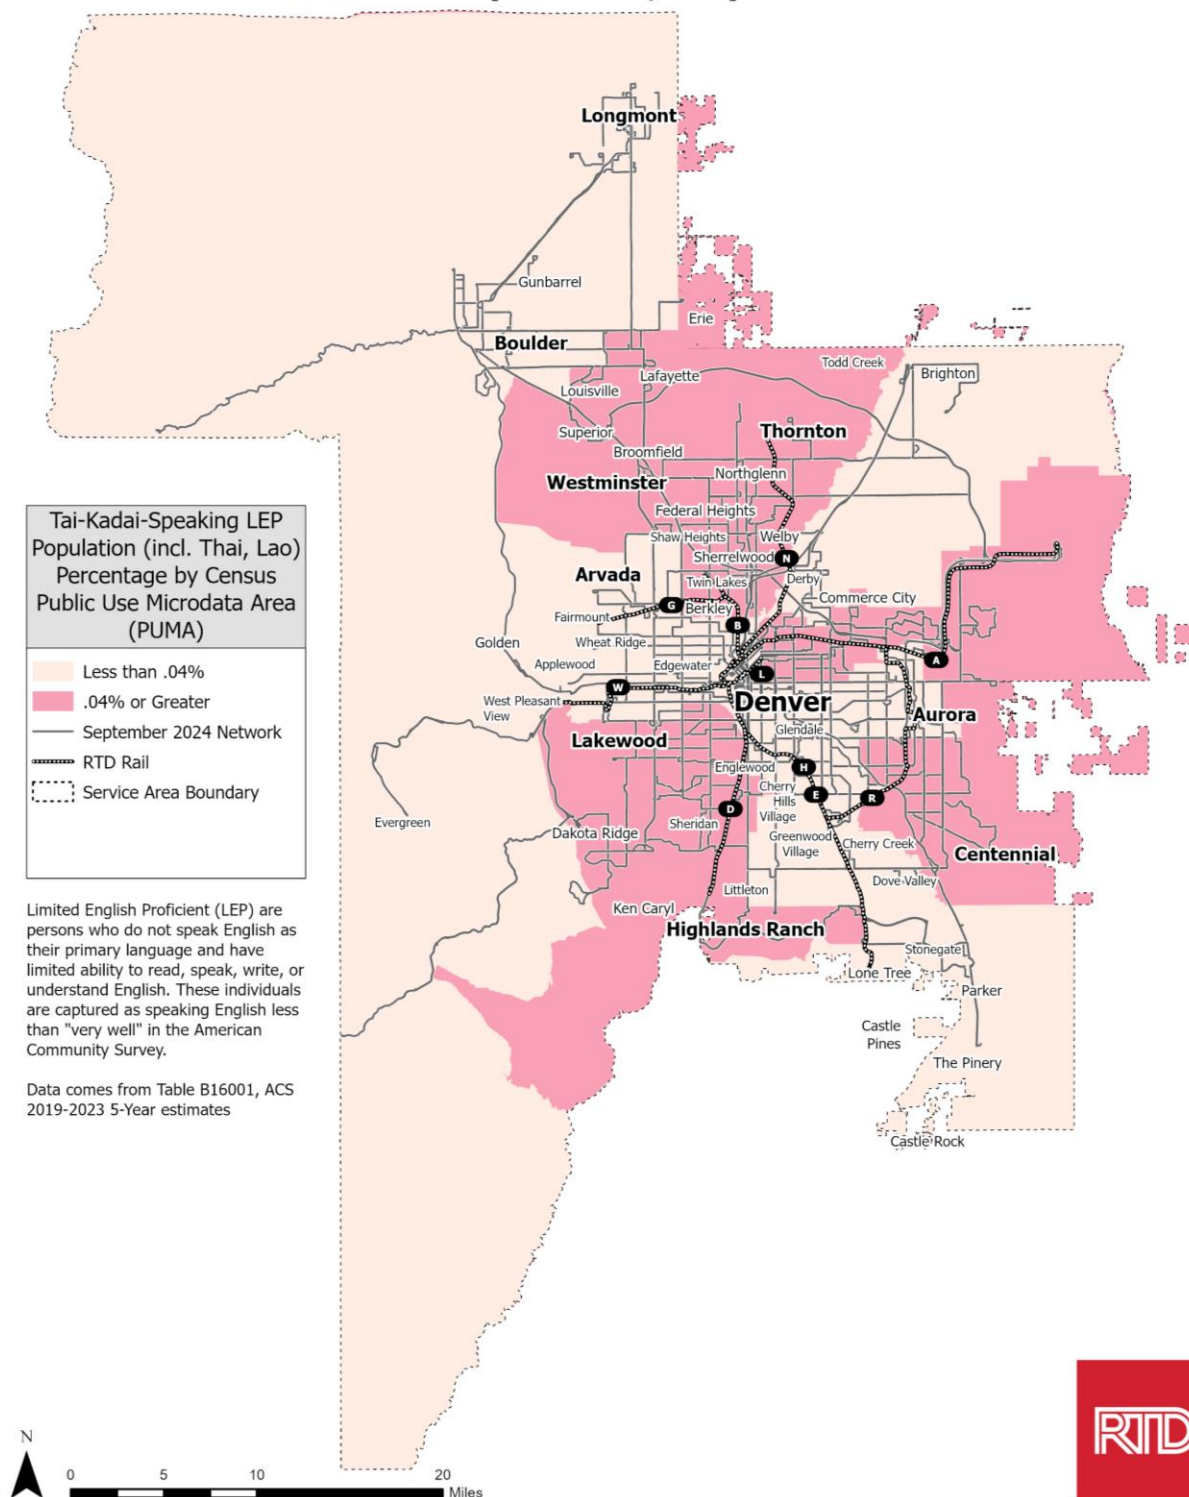 Longmont
Gunbarrel
Erie
Boulder
Todd Creek
Brighton
Lafayette
Louisville
Thornton
Superior
Broomfield
Northglenn
Westminster
Federal Heights
Shaw Heights
Welby
Sherrelwood
N
Arvada
Twin Lakes
Derby
Commerce City
G
Berkley
Fairmount
B
Golden
Wheat Ridge
Applewood
Edgewater
A
L
W
West Pleasant
View
Denver
Aurora
Glendale
Lakewood
Englewood
H
Cherry
Hills
Village
E
R
D
Evergreen
Sheridan
Dakota Ridge
Greenwood
Village
Cherry Creek
Centennial
Dove Valley
Littleton
Ken Caryl
Highlands Ranch
Stonegate
Lone Tree
Parker
Castle
Pines
The Pinery
Castle Rock
Tai-Kadai-Speaking LEP
Population (incl. Thai, Lao)
Percentage by Census
Public Use Microdata Area
(PUMA)
Less than .04%
.04% or Greater
September 2024 Network
RTD Rail
Service Area Boundary
Limited English Proficient (LEP) are
persons who do not speak English as
their primary language and have
limited ability to read, speak, write, or
understand English. These individuals
are captured as speaking English less
than "very well" in the American
Community Survey.
Data comes from Table B16001, ACS
2019-2023 5-Year estimates
N
0 5 10 20
Miles
RTD